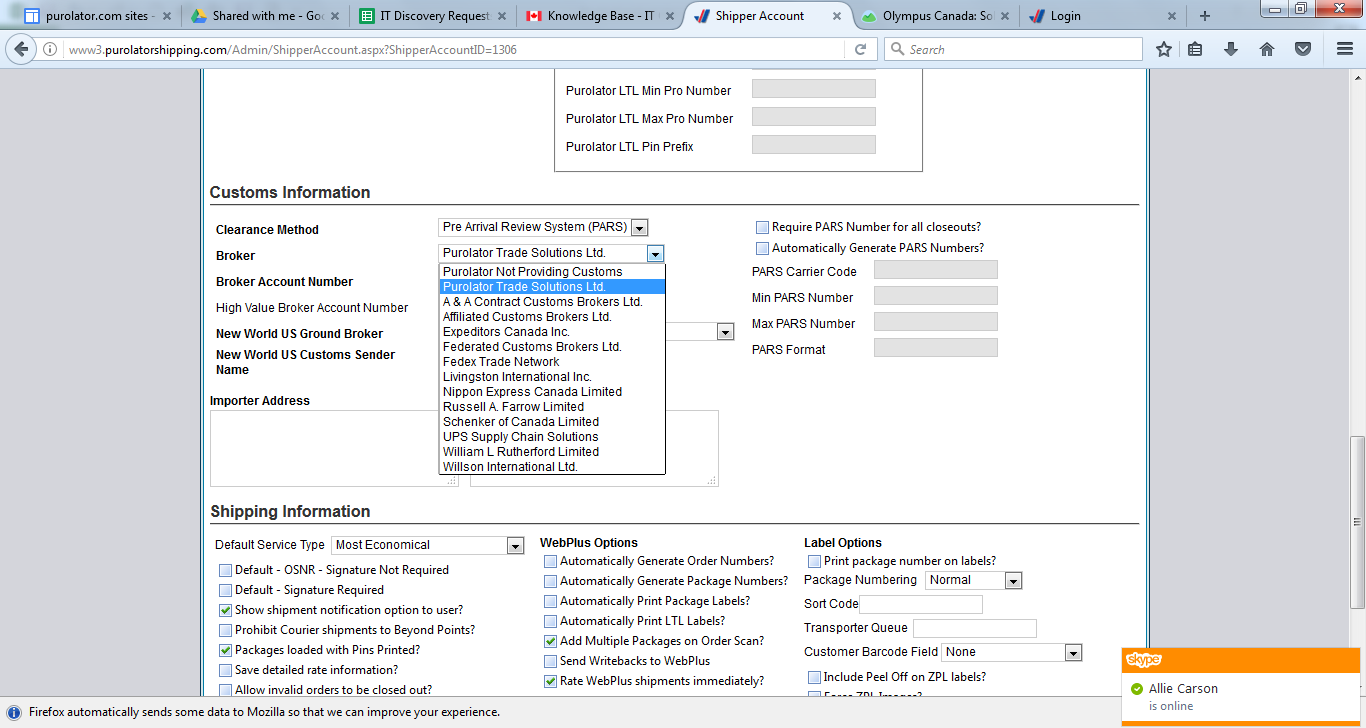 purolator.com sites -
Shared with me - Goo
IT Discovery Request
Knowledge Base - IT
Shipper Account
Olympus Canada: So
Login
www3.purolatorshipping.com/Admin/ShipperAccount.aspx?ShipperAccountID=1306
Search
Purolator LTL Min Pro Number
Purolator LTL Max Pro Number
Purolator LTL Pin Prefix
Customs Information
Clearance Method
Pre Arrival Review System (PARS)
Broker
Purolator Trade Solutions Ltd.
Purolator Not Providing Customs
Purolator Trade Solutions Ltd.
A & A Contract Customs Brokers Ltd.
Affiliated Customs Brokers Ltd.
Expeditors Canada Inc.
Federated Customs Brokers Ltd.
Fedex Trade Network
Livingston International Inc.
Nippon Express Canada Limited
Russell A. Farrow Limited
Schenker of Canada Limited
UPS Supply Chain Solutions
William L Rutherford Limited
Willson International Ltd.
Broker Account Number
High Value Broker Account Number
New World US Ground Broker
New World US Customs Sender
Name
Require PARS Number for all closeouts?
Automatically Generate PARS Numbers?
PARS Carrier Code
Min PARS Number
Max PARS Number
PARS Format
Importer Address
Shipping Information
Default Service Type
Most Economical
Default - OSNR - Signature Not Required
Default - Signature Required
Show shipment notification option to user?
Prohibit Courier shipments to Beyond Points?
Packages loaded with Pins Printed?
Save detailed rate information?
Allow invalid orders to be closed out?
WebPlus Options
Automatically Generate Order Numbers?
Automatically Generate Package Numbers?
Automatically Print Package Labels?
Automatically Print LTL Labels?
Add Multiple Packages on Order Scan?
Send Writebacks to WebPlus
Rate WebPlus shipments immediately?
Label Options
Print package number on labels?
Package Numbering
Normal
Sort Code
Transporter Queue
Customer Barcode Field
None
Include Peel Off on ZPL labels?
Force ZPL Images?
skype
Allie Carson
is online
Firefox automatically sends some data to Mozilla so that we can improve your experience.